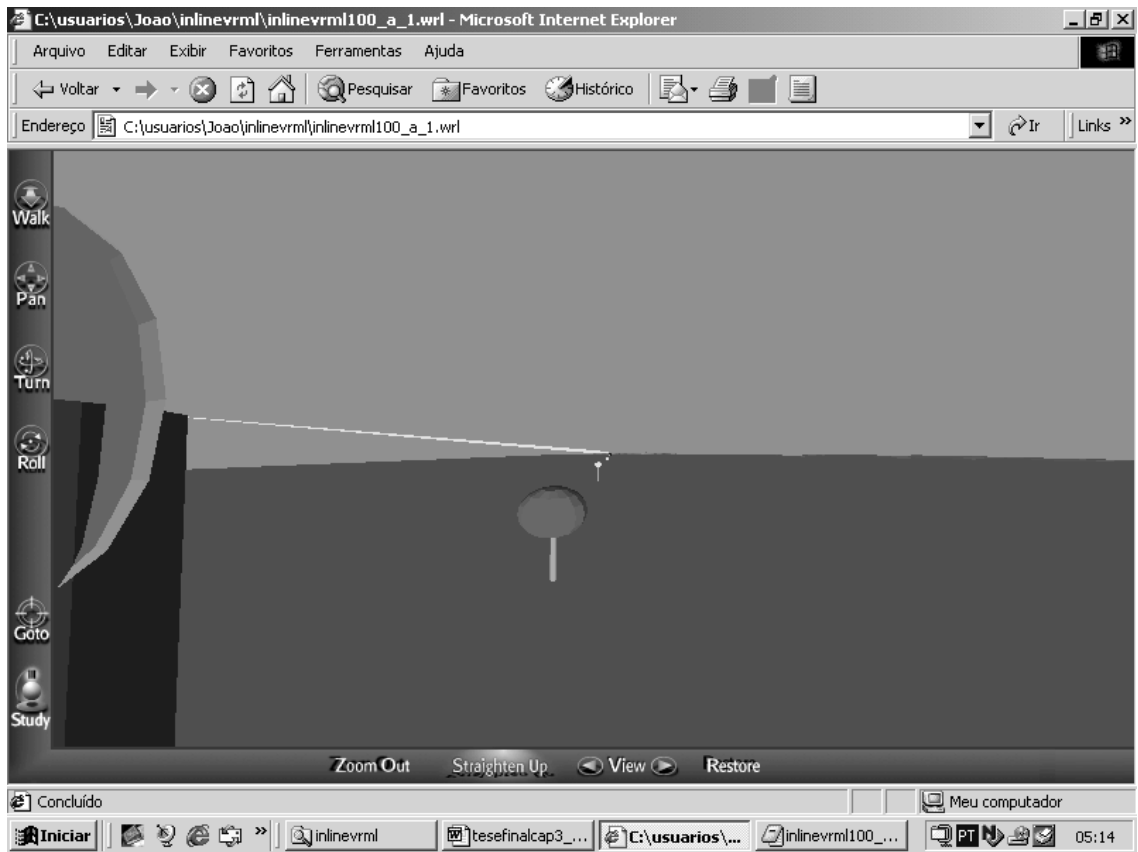 C:\usuarios\Joao\inlinevrml\inlinevrml100_a_1.wrl - Microsoft Internet Explorer
Arquivo Editar Exibir Favoritos Ferramentas Ajuda
Voltar Pesquisar Favoritos Histórico
Endereço C:\usuarios\Joao\inlinevrml\inlinevrml100_a_1.wrl Ir Links »
Walk
Pan
Turn
Roll
Goto
Study
Zoom Out Straighten Up View Restore
Concluído Meu computador
Iniciar » inlinevrml tesefinalcap3_... C:\usuarios\... inlinevrml100_... PT 05:14